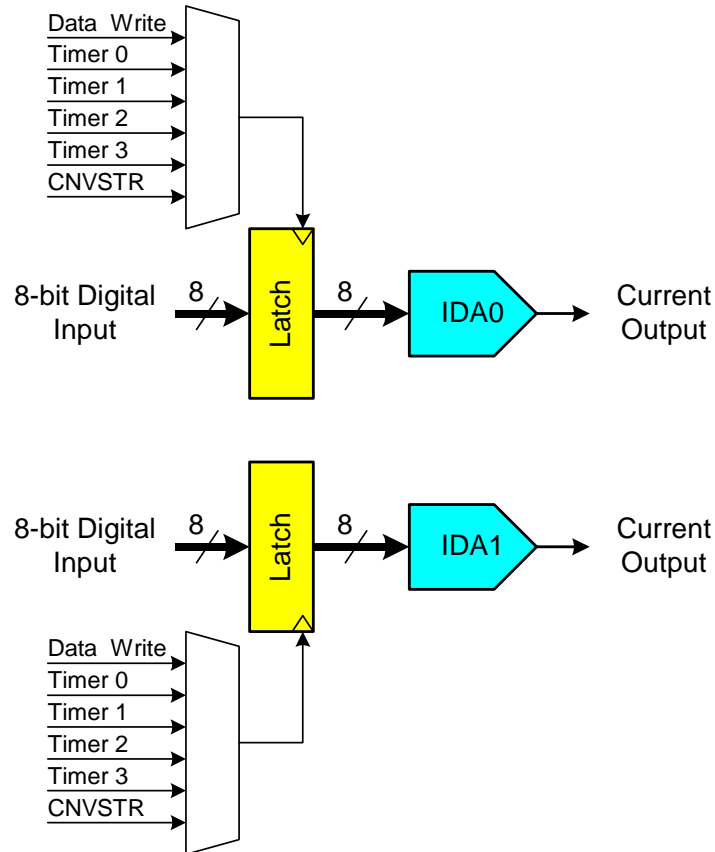 Data Write
Timer 0
Timer 1
Timer 2
Timer 3
CNVSTR
8-bit Digital
Input
8
Latch
8
IDA0
Current
Output
8-bit Digital
Input
8
Latch
8
IDA1
Current
Output
Data Write
Timer 0
Timer 1
Timer 2
Timer 3
CNVSTR